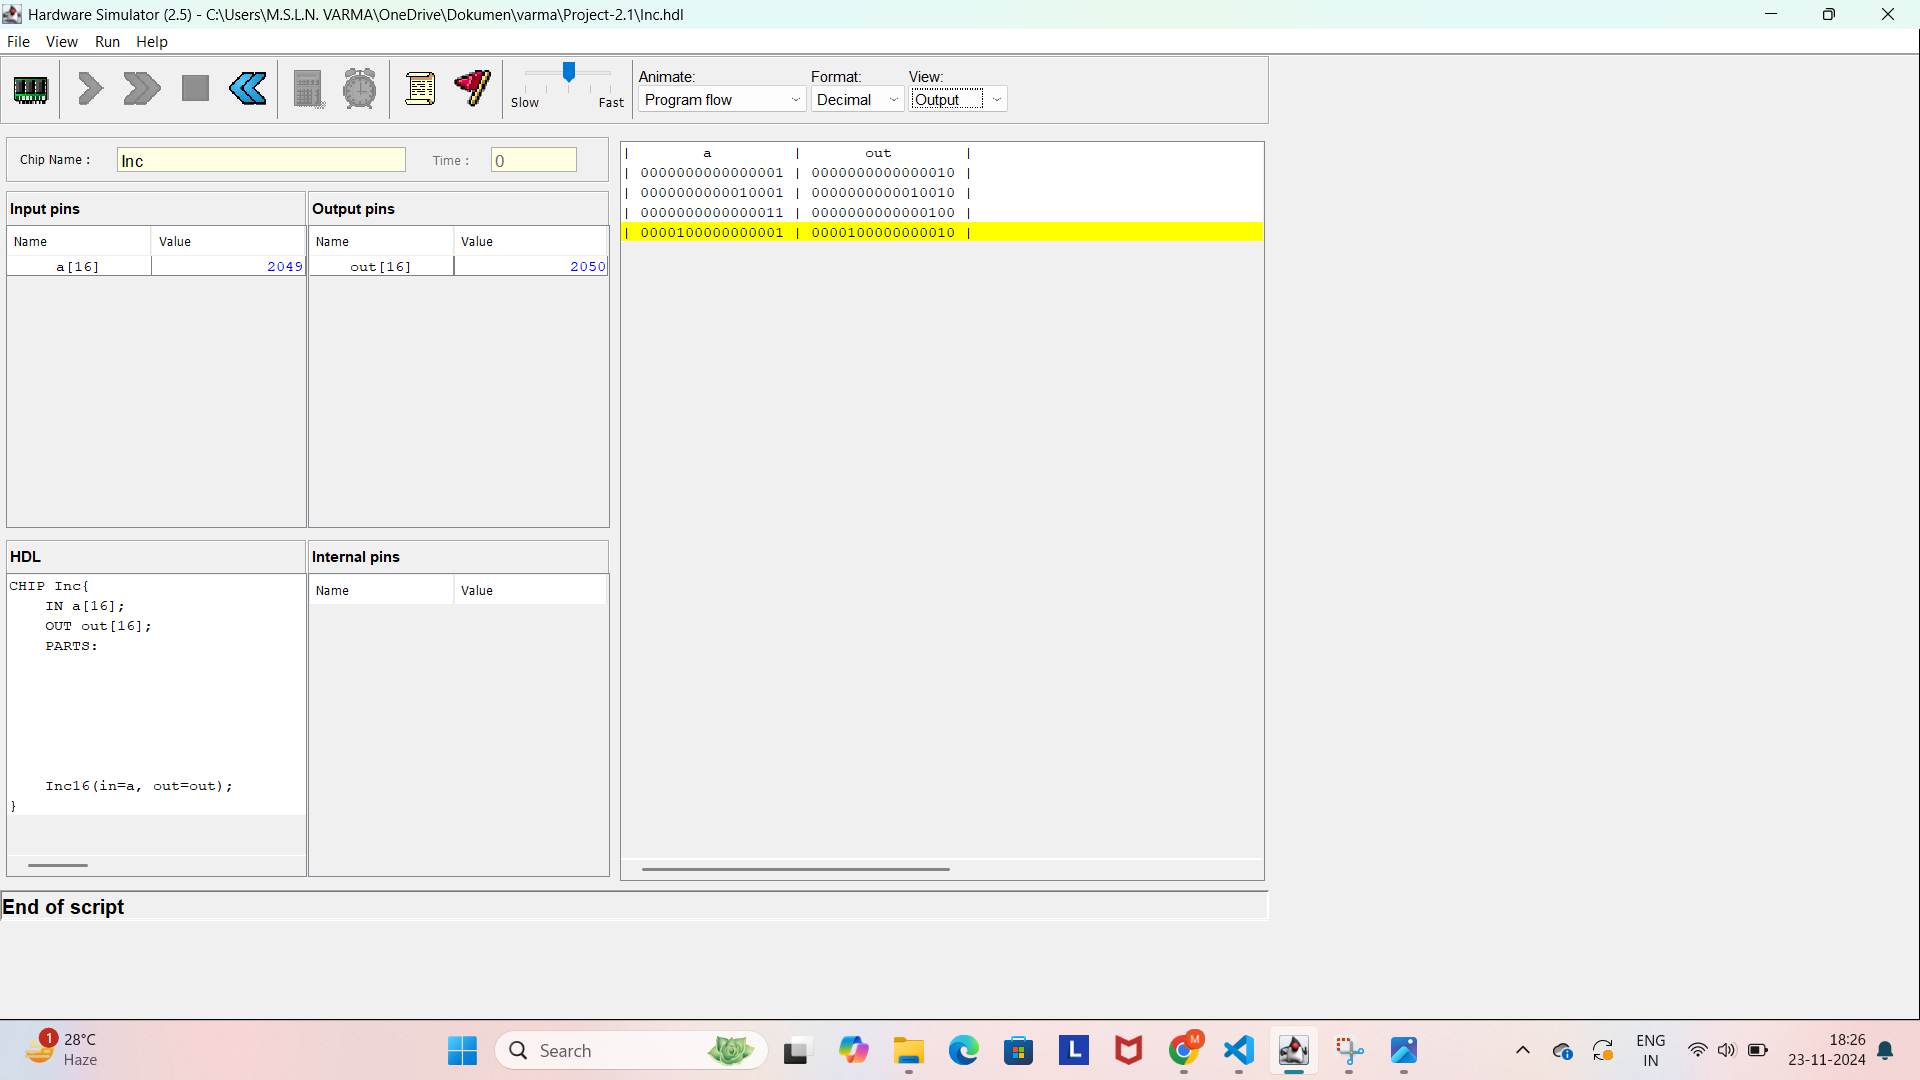 Hardware Simulator (2.5) - C:\Users\M.S.L.N. VARMA\OneDrive\Dokumen\varma\Project-2.1\Inc.hdl
File View Run Help
Slow Fast
Animate: Format: View:
Program flow Decimal Output
Chip Name : Inc Time : 0
Input pins
Name Value
a[16] 2049
Output pins
Name Value
out[16] 2050
| a | out |
| 0000000000000001 | 0000000000000010 |
| 0000000000010001 | 0000000000010010 |
| 0000000000000011 | 0000000000000100 |
| 0000100000000001 | 0000100000000010 |
HDL
CHIP Inc{
IN a[16];
OUT out[16];
PARTS:
Inc16(in=a, out=out);
}
Internal pins
Name Value
End of script
1
28°C
Haze
Search
L
M
ENG
IN
18:26
23-11-2024